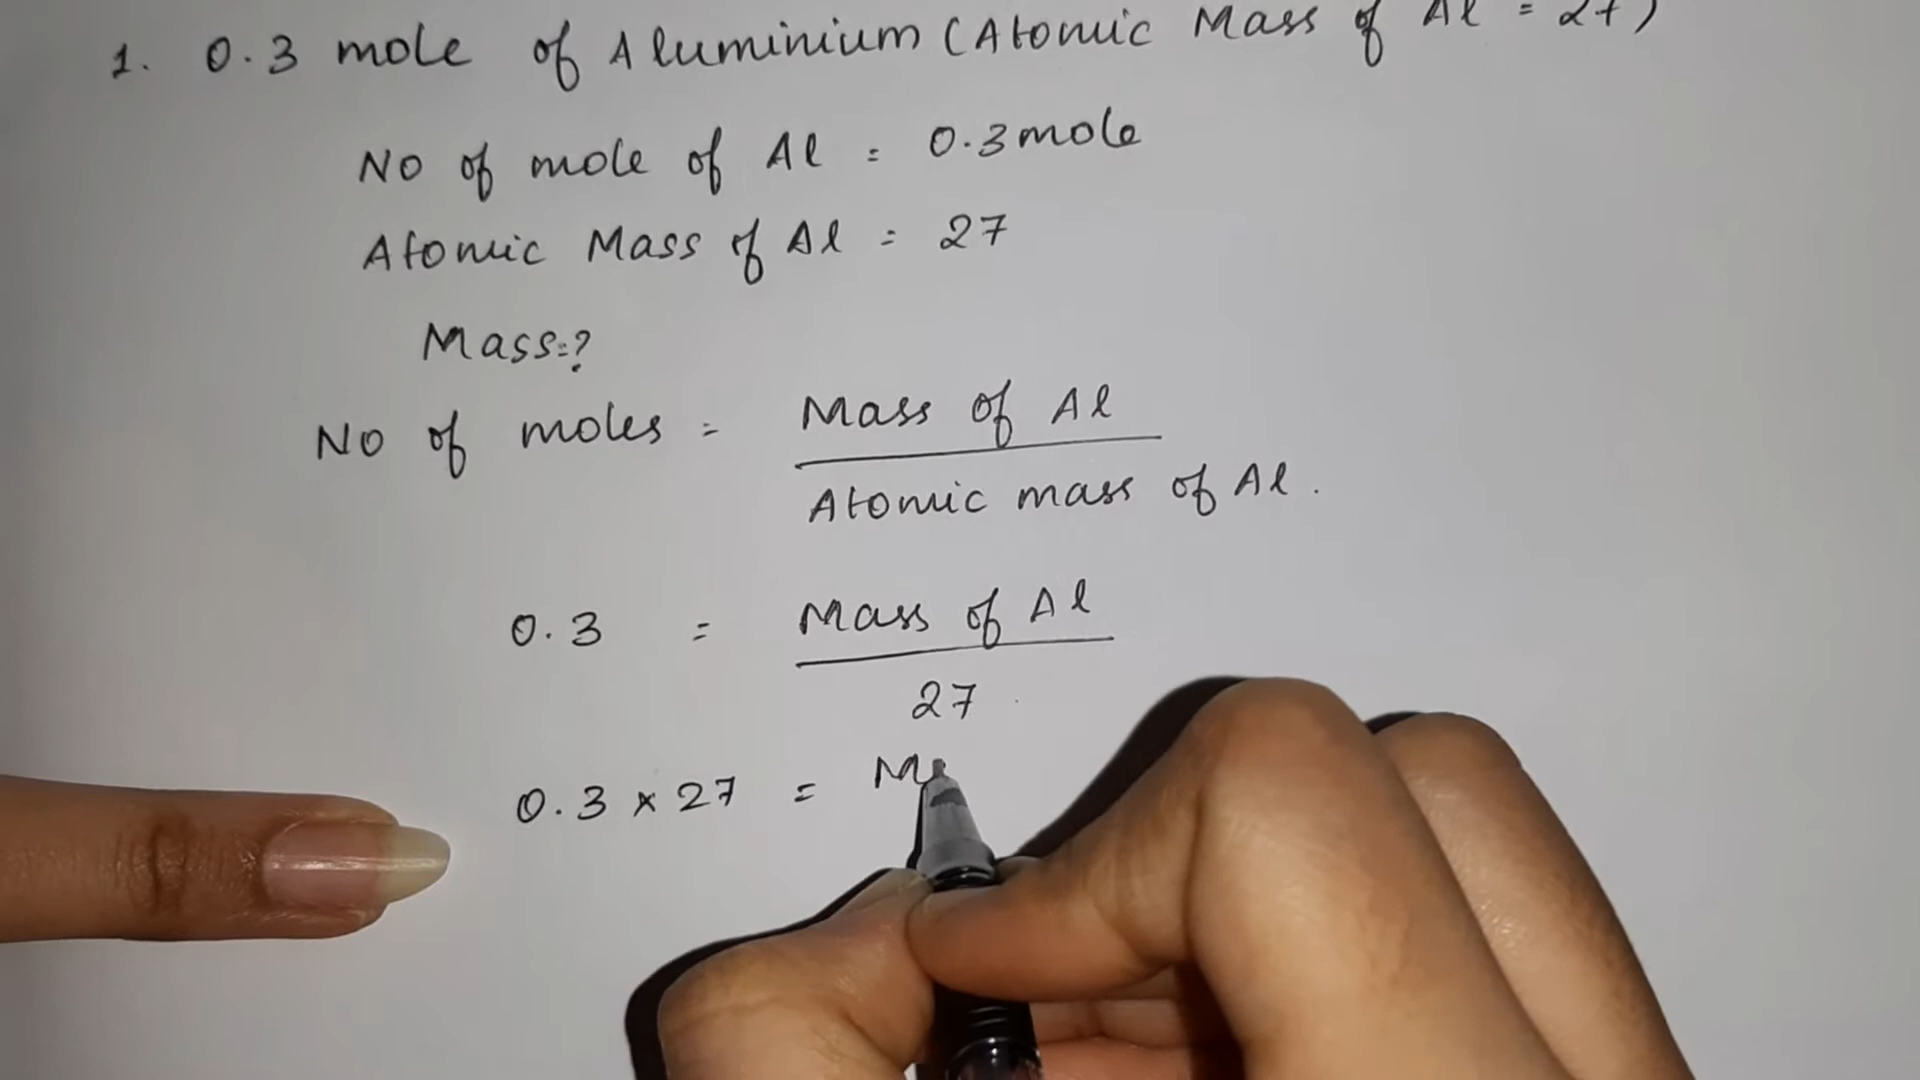 1. 0.3 mole of Aluminium (Atomic Mass of Al = 27)
No of mole of Al = 0.3 mole
Atomic Mass of Al = 27
Mass=?
No of moles = Mass of Al
Atomic mass of Al.
0.3 = Mass of Al
27
0.3 x 27 = M